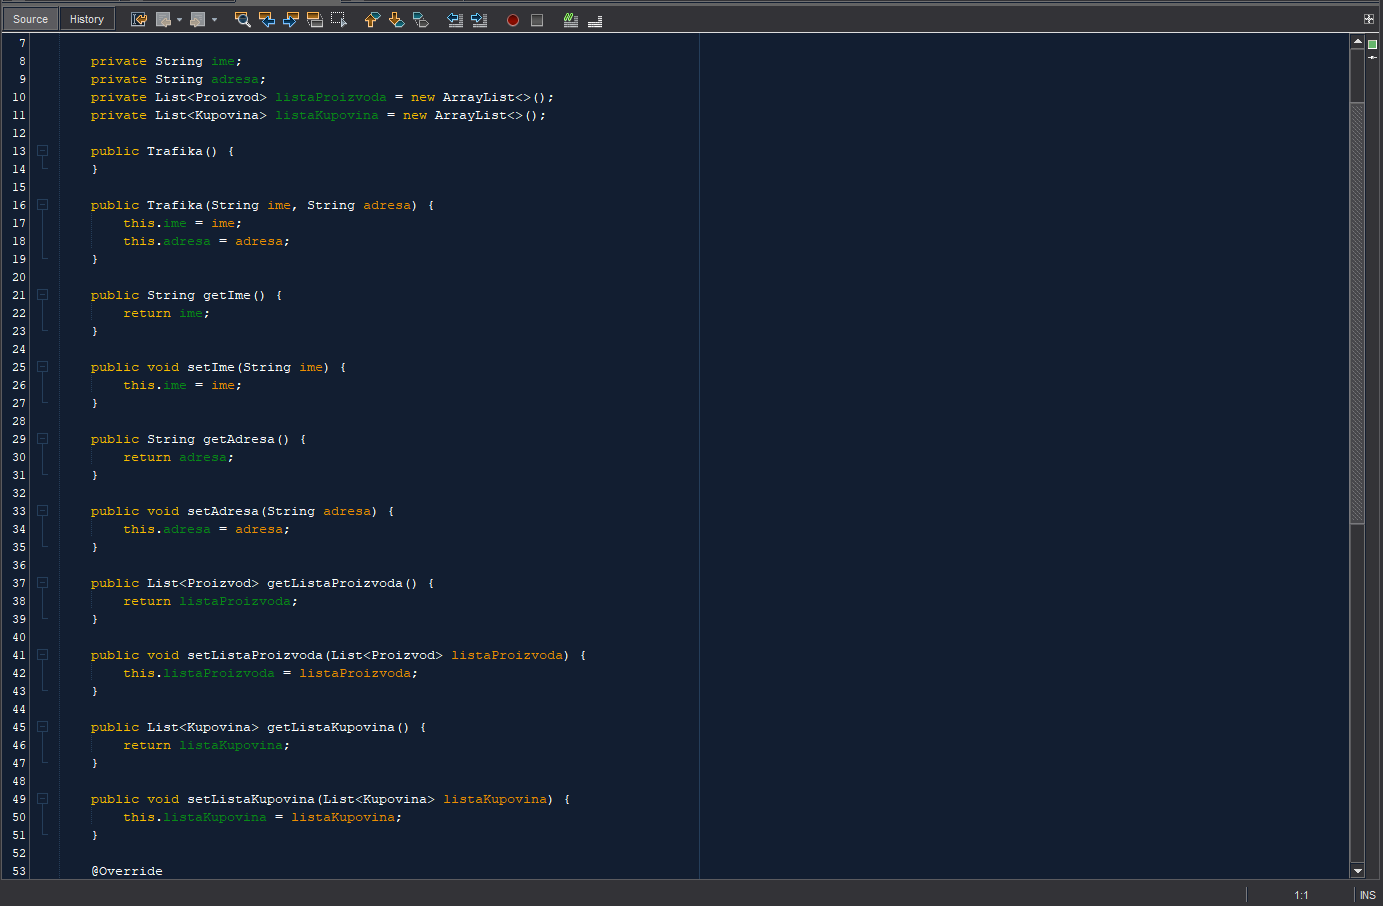 Source History
7
8 private String ime;
9 private String adresa;
10 private List<Proizvod> listaProizvoda = new ArrayList<>();
11 private List<Kupovina> listaKupovina = new ArrayList<>();
12
13 public Trafika() {
14 }
15
16 public Trafika(String ime, String adresa) {
17 this.ime = ime;
18 this.adresa = adresa;
19 }
20
21 public String getIme() {
22 return ime;
23 }
24
25 public void setIme(String ime) {
26 this.ime = ime;
27 }
28
29 public String getAdresa() {
30 return adresa;
31 }
32
33 public void setAdresa(String adresa) {
34 this.adresa = adresa;
35 }
36
37 public List<Proizvod> getListaProizvoda() {
38 return listaProizvoda;
39 }
40
41 public void setListaProizvoda(List<Proizvod> listaProizvoda) {
42 this.listaProizvoda = listaProizvoda;
43 }
44
45 public List<Kupovina> getListaKupovina() {
46 return listaKupovina;
47 }
48
49 public void setListaKupovina(List<Kupovina> listaKupovina) {
50 this.listaKupovina = listaKupovina;
51 }
52
53 @Override
1:1 INS